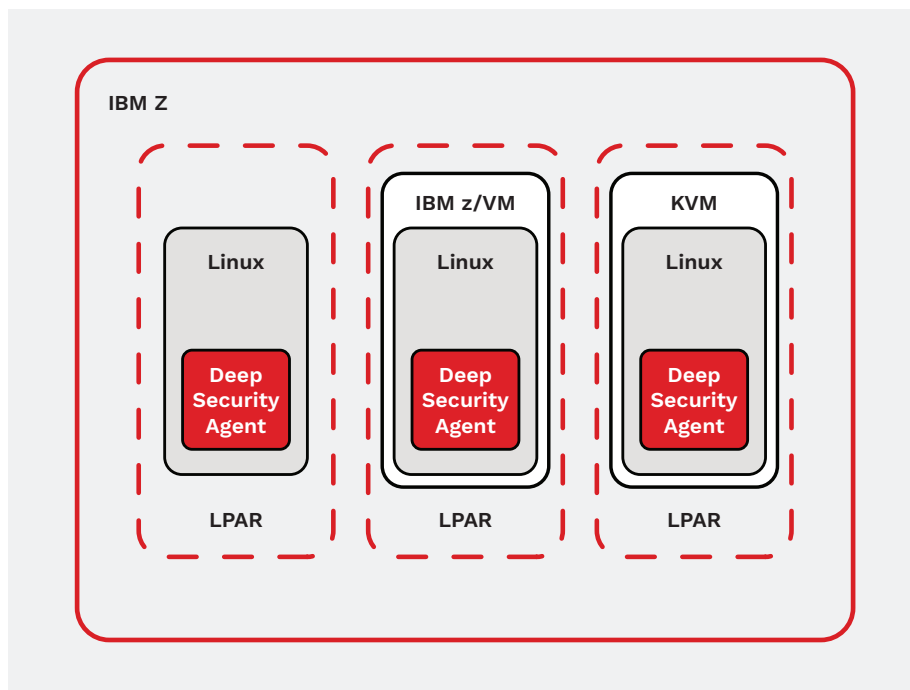 IBM Z
Linux
Deep
Security
Agent
LPAR
IBM z/VM
Linux
Deep
Security
Agent
LPAR
KVM
Linux
Deep
Security
Agent
LPAR